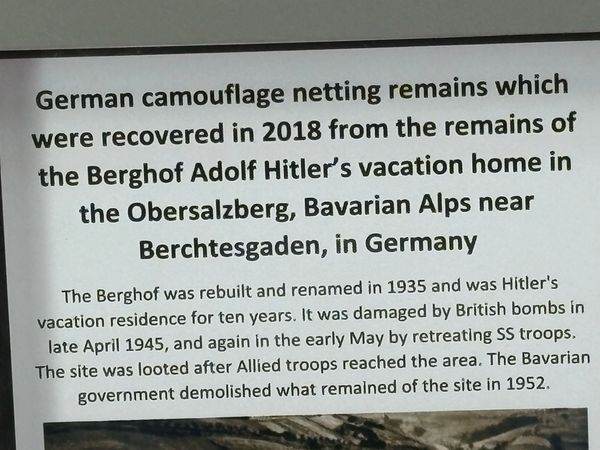 German camouflage netting remains which
were recovered in 2018 from the remains of
the Berghof Adolf Hitler's vacation home in
the Obersalzberg, Bavarian Alps near
Berchtesgaden, in Germany
The Berghof was rebuilt and renamed in 1935 and was Hitler's
vacation residence for ten years. It was damaged by British bombs in
late April 1945, and again in the early May by retreating SS troops.
The site was looted after Allied troops reached the area. The Bavarian
government demolished what remained of the site in 1952.